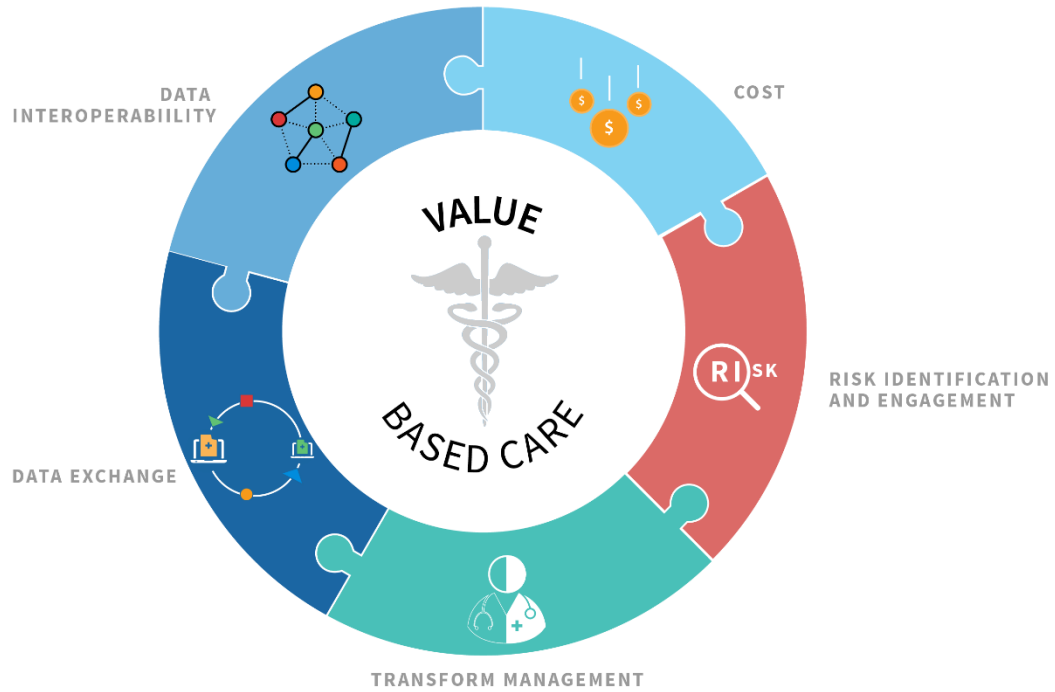 DATA
INTEROPERABIILITY
$
$
$
COST
VALUE
BASED CARE
RISK
RISK IDENTIFICATION
AND ENGAGEMENT
DATA EXCHANGE
TRANSFORM MANAGEMENT